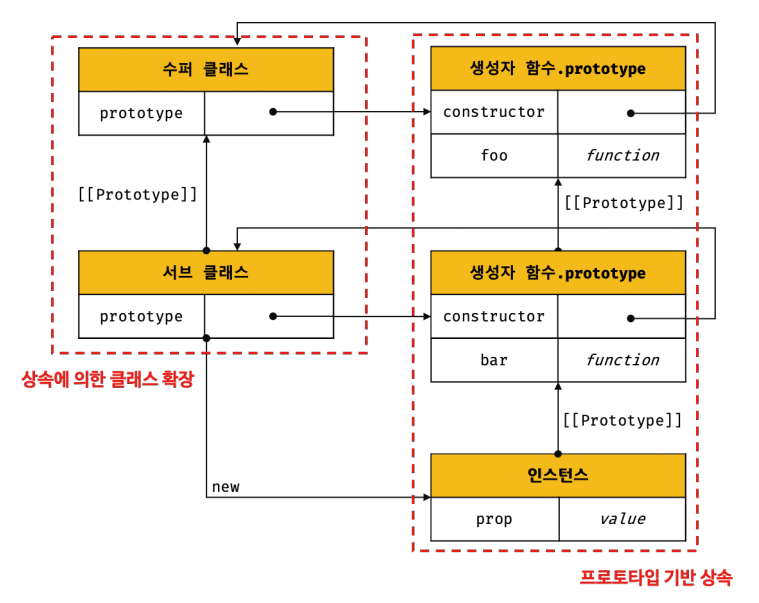 수퍼 클래스
prototype
생성자 함수.prototype
constructor
foo
function
[[Prototype]]
[[Prototype]]
서브 클래스
prototype
생성자 함수.prototype
constructor
bar
function
상속에 의한 클래스 확장
[[Prototype]]
new
인스턴스
prop
value
프로토타입 기반 상속